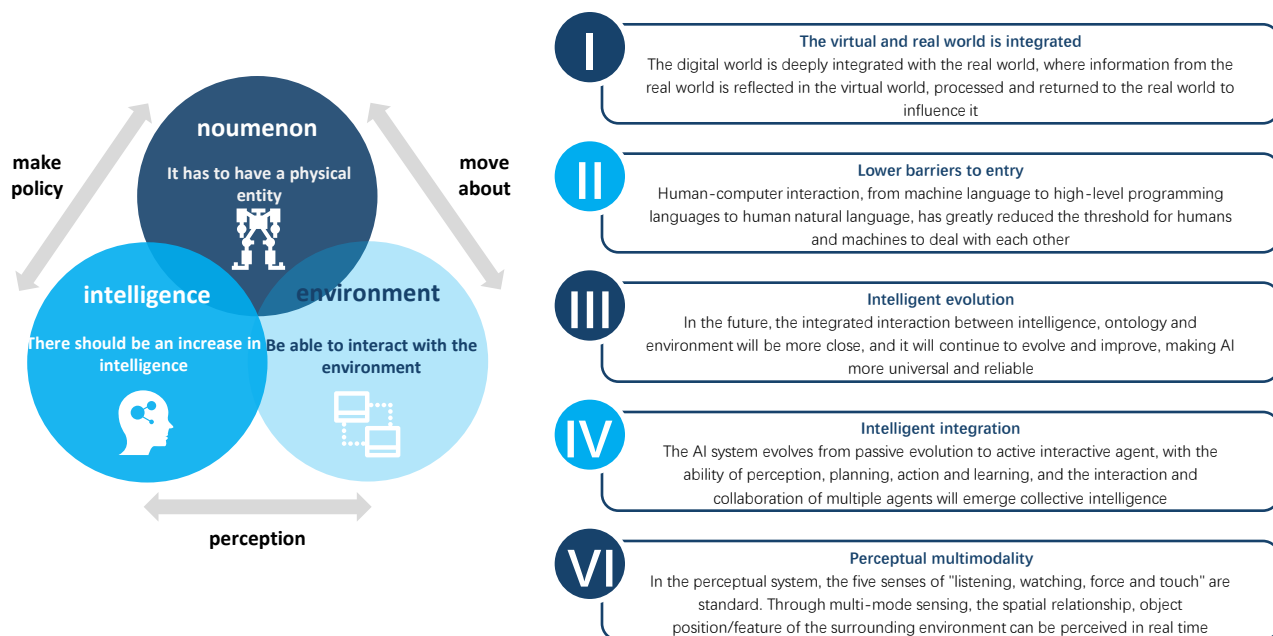 noumenon
It has to have a physical
entity
make
policy
move
about
intelligence
There should be an increase in
intelligence
environment
Be able to interact with the
environment
perception
I
The virtual and real world is integrated
The digital world is deeply integrated with the real world, where information from the
real world is reflected in the virtual world, processed and returned to the real world to
influence it
II
Lower barriers to entry
Human-computer interaction, from machine language to high-level programming
languages to human natural language, has greatly reduced the threshold for humans
and machines to deal with each other
III
Intelligent evolution
In the future, the integrated interaction between intelligence, ontology and
environment will be more close, and it will continue to evolve and improve, making AI
more universal and reliable
IV
Intelligent integration
The AI system evolves from passive evolution to active interactive agent, with the
ability of perception, planning, action and learning, and the interaction and
collaboration of multiple agents will emerge collective intelligence
VI
Perceptual multimodality
In the perceptual system, the five senses of "listening, watching, force and touch" are
standard. Through multi-mode sensing, the spatial relationship, object
position/feature of the surrounding environment can be perceived in real time